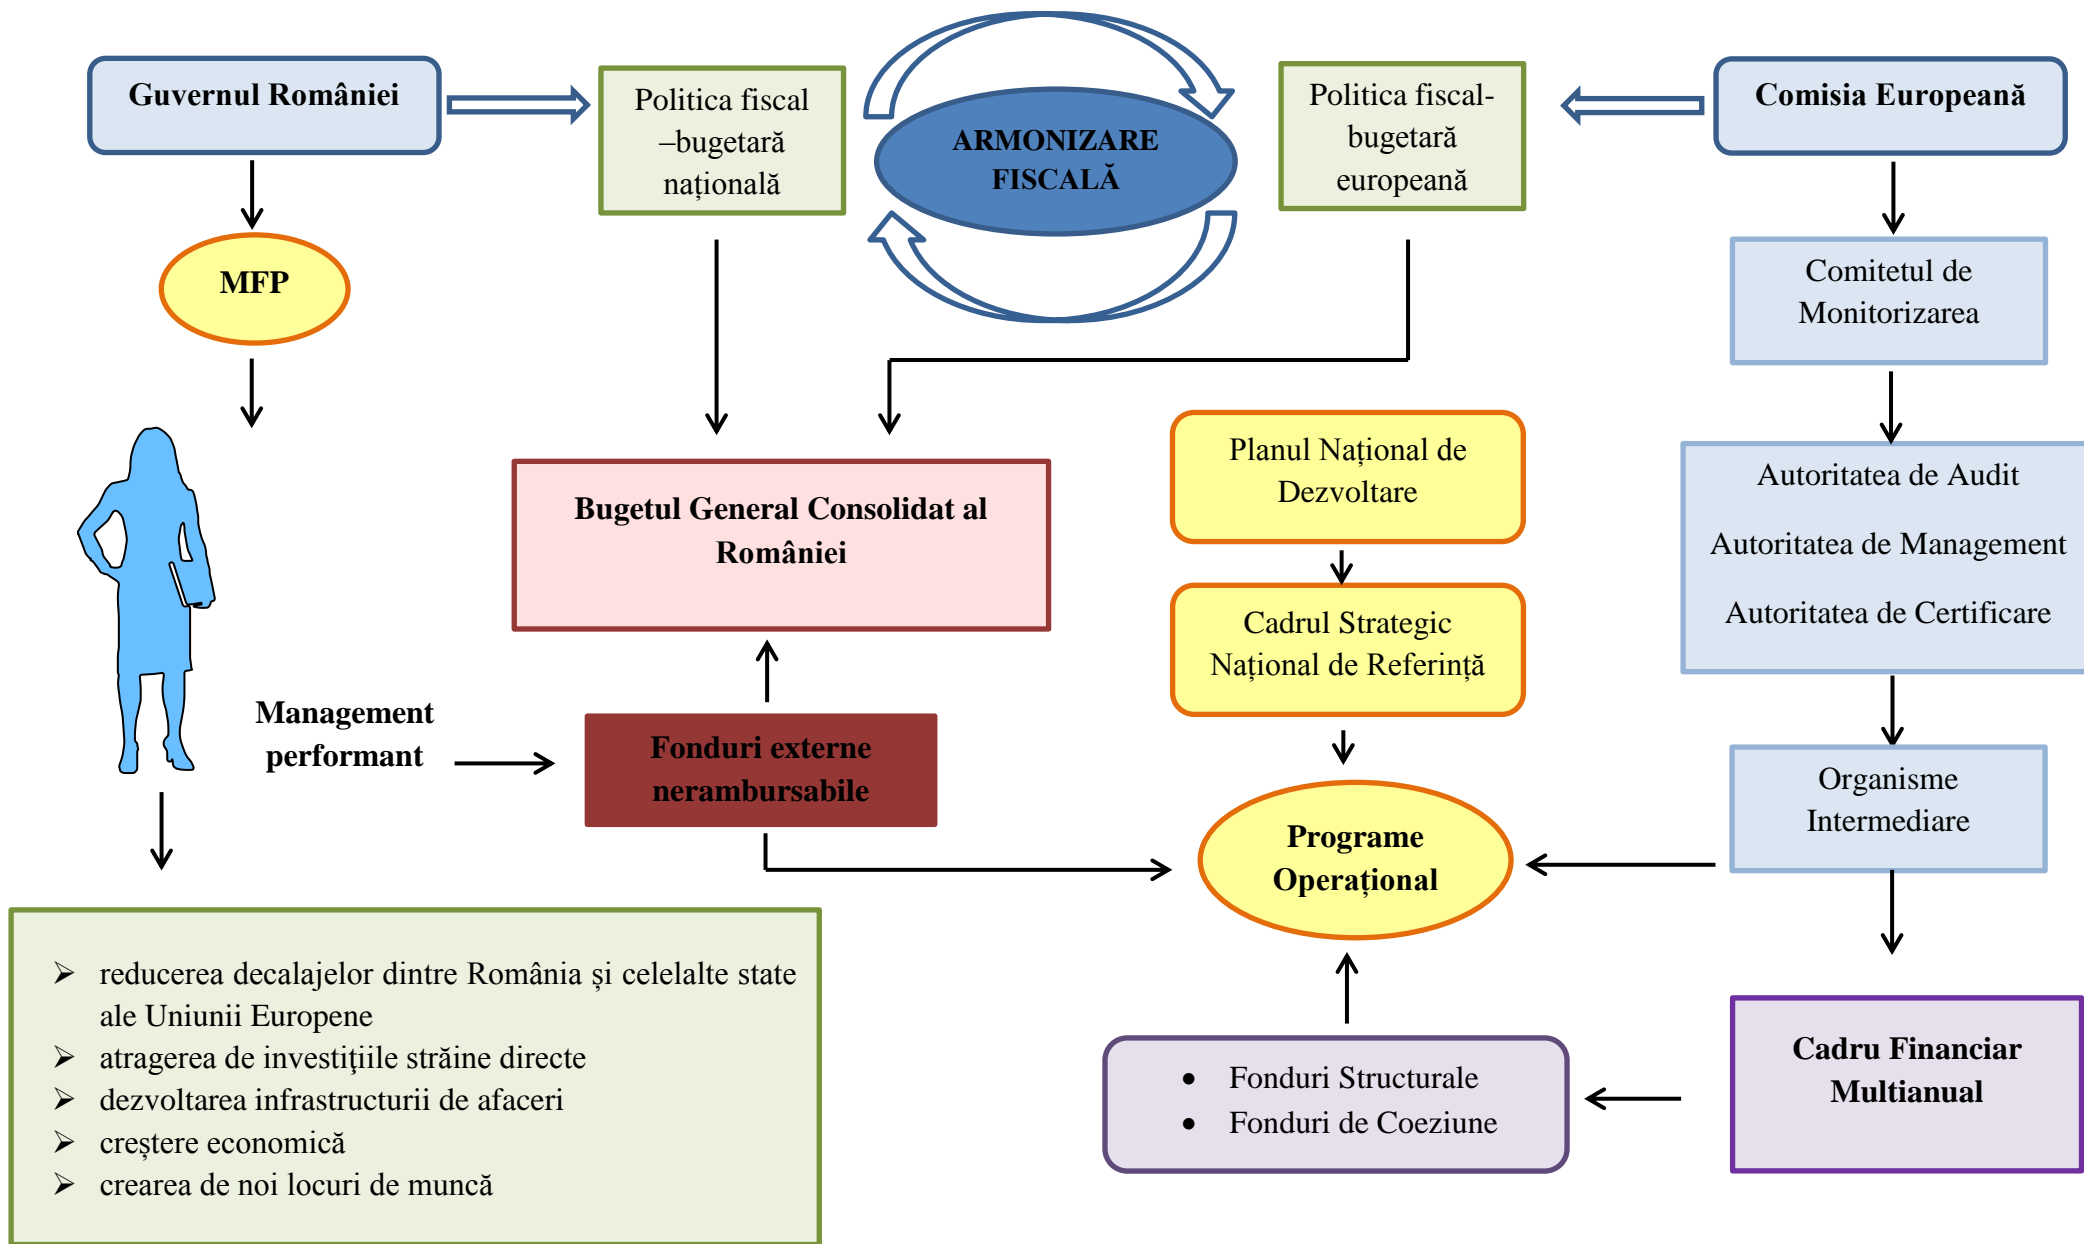 Guvernul României
Politica fiscal
–bugetară
națională
ARMONIZARE
FISCALĂ
Politica fiscal-
bugetară
europeană
Comisia Europeană
MFP
Comitetul de
Monitorizarea
Planul Național de
Dezvoltare
Autoritatea de Audit
Autoritatea de Management
Autoritatea de Certificare
Bugetul General Consolidat al
României
Cadrul Strategic
Național de Referință
Management
performant
Fonduri externe
nerambursabile
Programe
Operațional
Organisme
Intermediare
➢ reducerea decalajelor dintre România și celelalte state
ale Uniunii Europene
➢ atragerea de investițiile străine directe
➢ dezvoltarea infrastructurii de afaceri
➢ creștere economică
➢ crearea de noi locuri de muncă
• Fonduri Structurale
• Fonduri de Coeziune
Cadru Financiar
Multianual